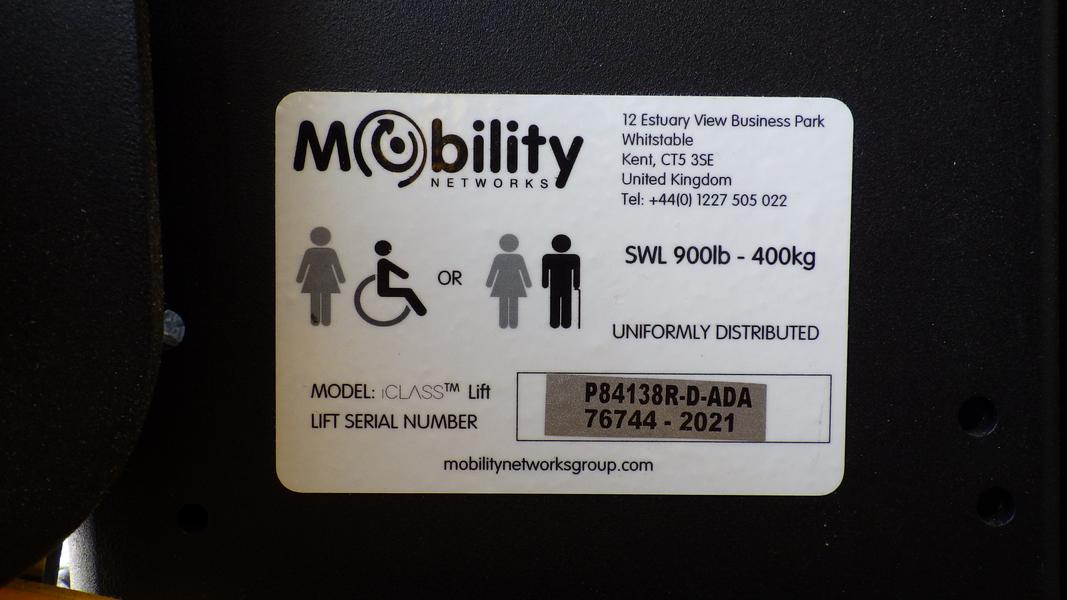 Mobility
NETWORKS
12 Estuary View Business Park
Whitstable
Kent, CT5 3SE
United Kingdom
Tel: +44(0) 1227 505 022
OR
SWL 900lb - 400kg
UNIFORMLY DISTRIBUTED
MODEL: iCLASS™ Lift
LIFT SERIAL NUMBER
P84138R-D-ADA
76744 - 2021
mobilitynetworksgroup.com